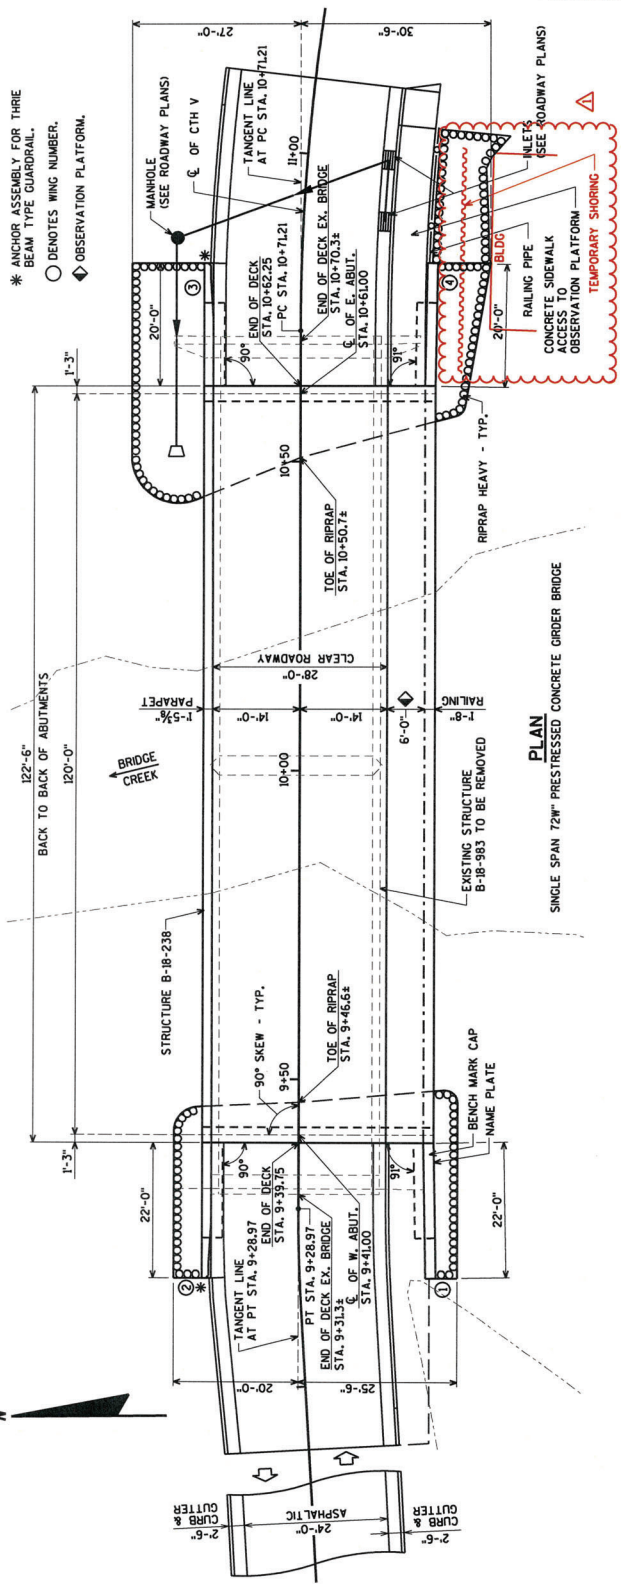 * ANCHOR ASSEMBLY FOR THRIE
BEAM TYPE GUARDRAIL.
○ DENOTES WING NUMBER.
OBSERVATION PLATFORM.
N
122'-6"
BACK TO BACK OF ABUTMENTS
1'-3"
120'-0"
1'-3"
22'-0"
20'-0"
27'-0"
30'-6"
MANHOLE
(SEE ROADWAY PLANS)
℄ OF CTH V
TANGENT LINE
AT PC STA. 10+71.21
11+00
STRUCTURE B-18-238
BRIDGE
CREEK
2
*
3
*
90° SKEW - TYP.
90°
90°
TANGENT LINE
AT PT STA. 9+28.97
END OF DECK
STA. 9+39.75
9+50
10+00
10+50
END OF DECK
STA. 10+62.25
PC STA. 10+71.21
1'-5⅜"
PARAPET
14'-0"
14'-0"
28'-0"
CLEAR ROADWAY
6'-0"
1'-8"
RAILING
20'-0"
25'-6"
PT STA. 9+28.97
END OF DECK EX. BRIDGE
STA. 9+31.3±
℄ OF W. ABUT.
STA. 9+41.00
TOE OF RIPRAP
STA. 9+46.6±
TOE OF RIPRAP
STA. 10+50.7±
END OF DECK EX. BRIDGE
STA. 10+70.3±
℄ OF E. ABUT.
STA. 10+61.00
91°
91°
2'-6"
CURB &
GUTTER
24'-0"
ASPHALTIC
2'-6"
CURB &
GUTTER
1
4
22'-0"
20'-0"
BENCH MARK CAP
NAME PLATE
EXISTING STRUCTURE
B-18-983 TO BE REMOVED
RIPRAP HEAVY - TYP.
BLDG
RAILING PIPE
CONCRETE SIDEWALK
ACCESS TO
OBSERVATION PLATFORM
TEMPORARY SHORING
INLETS
(SEE ROADWAY PLANS)
1
PLAN
SINGLE SPAN 72W" PRESTRESSED CONCRETE GIRDER BRIDGE